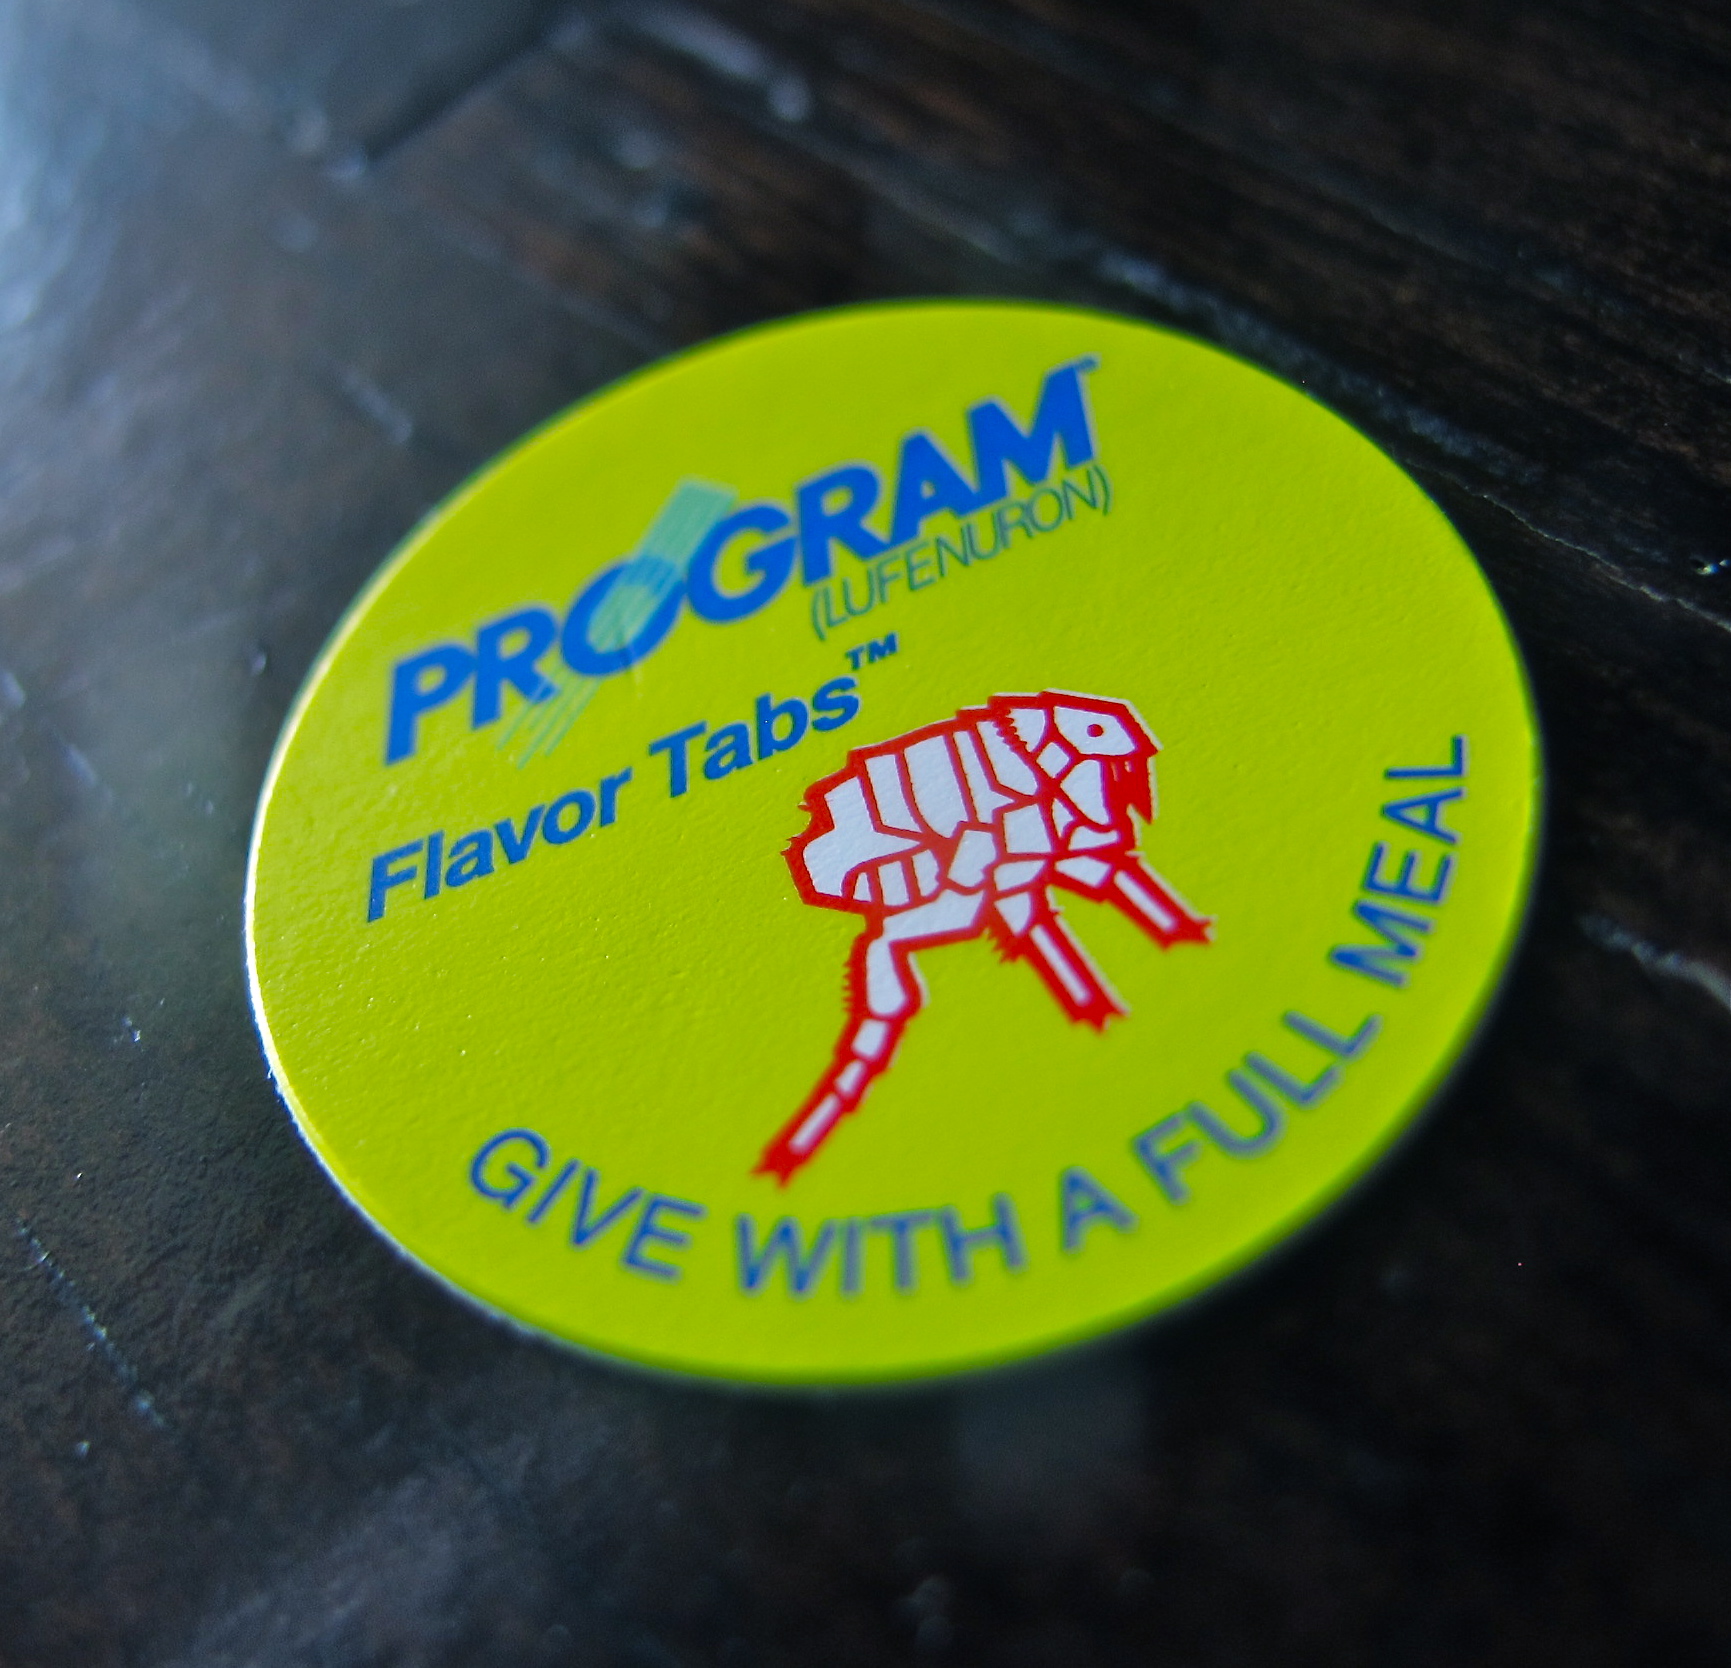 PROGRAM™
(LUFENURON)
Flavor Tabs™
GIVE WITH A FULL MEAL